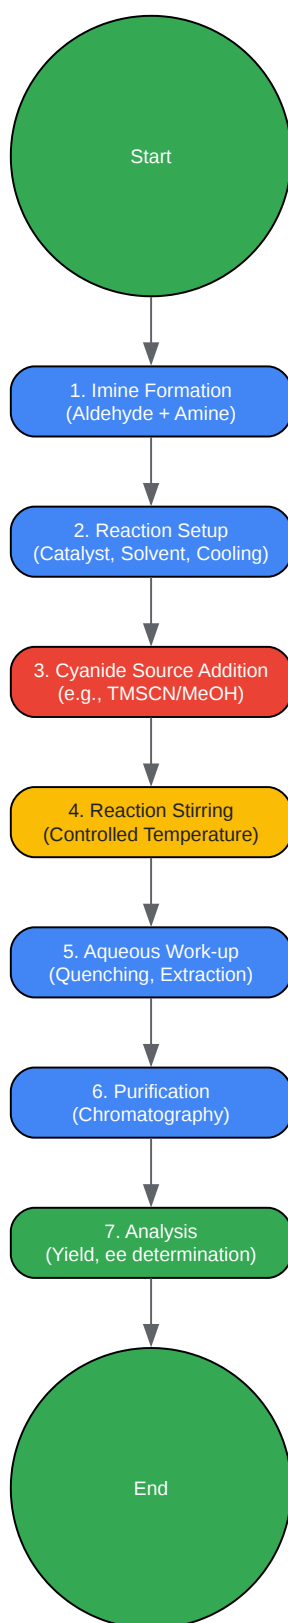 Start
1. Imine Formation
(Aldehyde + Amine)
2. Reaction Setup
(Catalyst, Solvent, Cooling)
3. Cyanide Source Addition
(e.g., TMSCN/MeOH)
4. Reaction Stirring
(Controlled Temperature)
5. Aqueous Work-up
(Quenching, Extraction)
6. Purification
(Chromatography)
7. Analysis
(Yield, ee determination)
End